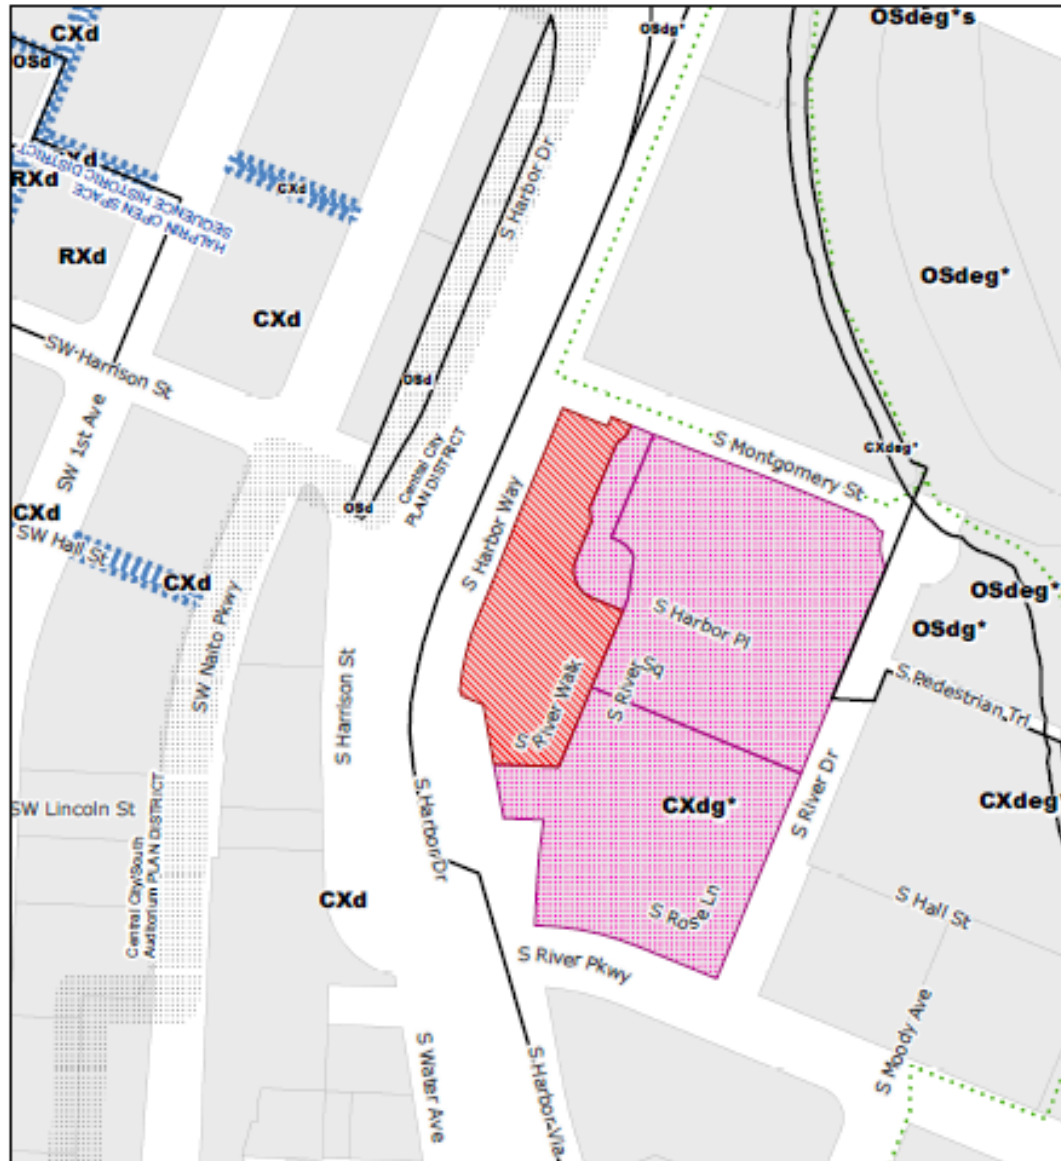 CXd
OSd
OSdg*
OSdeg*s
RXd
HALPRIN OPEN SPACE
SEQUENCE HISTORIC DISTRICT
CXd
S Harbor Dr
RXd
CXd
OSdeg*
SW Harrison St
OSd
SW 1st Ave
Central City
PLAN DISTRICT
S Montgomery St
CXdeg*
CXd
OSd
SW Hall St
CXd
S Harbor Way
OSdeg*
S Harbor Pl
OSdg*
SW Naito Pkwy
S River Sq
S Pedestrian Trl
S Harrison St
S River Walk
SW Lincoln St
S Harbor Dr
CXdg*
S River Dr
CXdeg*
Central City/South
Auditorium PLAN DISTRICT
CXd
S Rose Ln
S Hall St
S River Pkwy
S Moody Ave
S Water Ave
S Harbor Via